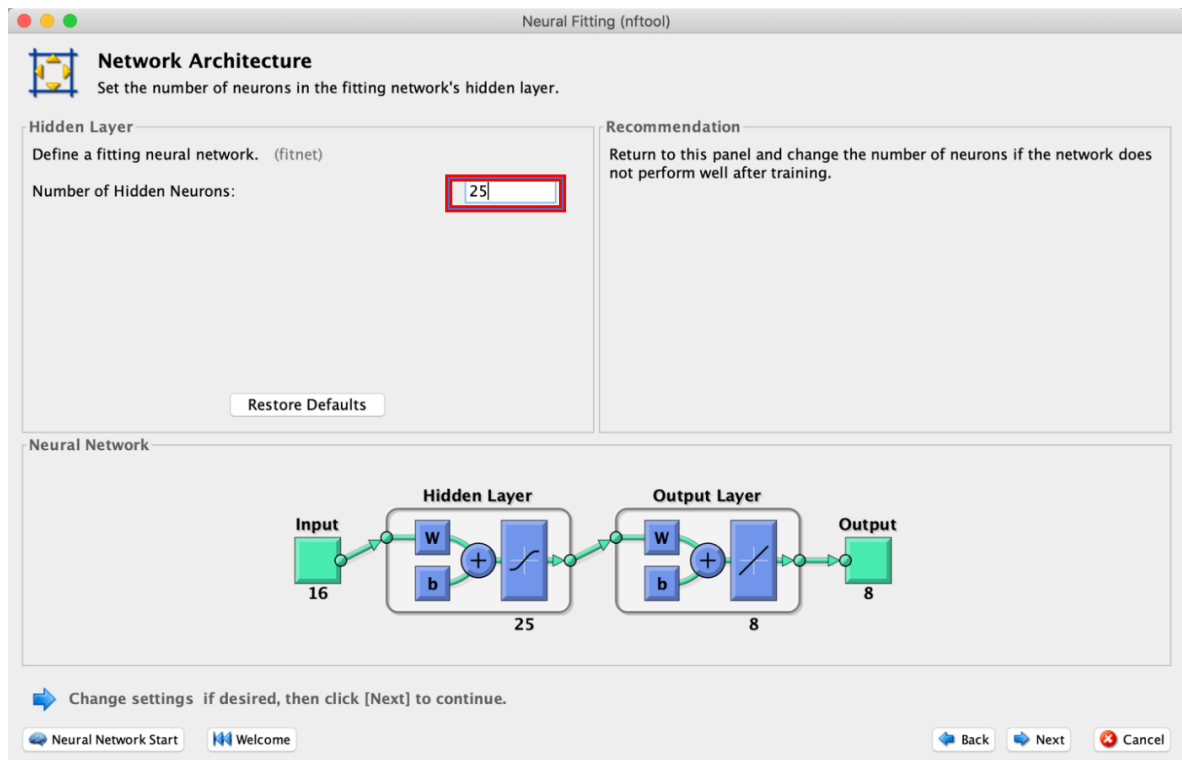 Neural Fitting (nftool)
Network Architecture
Set the number of neurons in the fitting network's hidden layer.
Hidden Layer
Define a fitting neural network. (fitnet)
Number of Hidden Neurons: 25
Restore Defaults
Recommendation
Return to this panel and change the number of neurons if the network does
not perform well after training.
Neural Network
Hidden Layer Output Layer
Input Output
W W
b b
16 8
25 8
Change settings if desired, then click [Next] to continue.
Neural Network Start Welcome Back Next Cancel